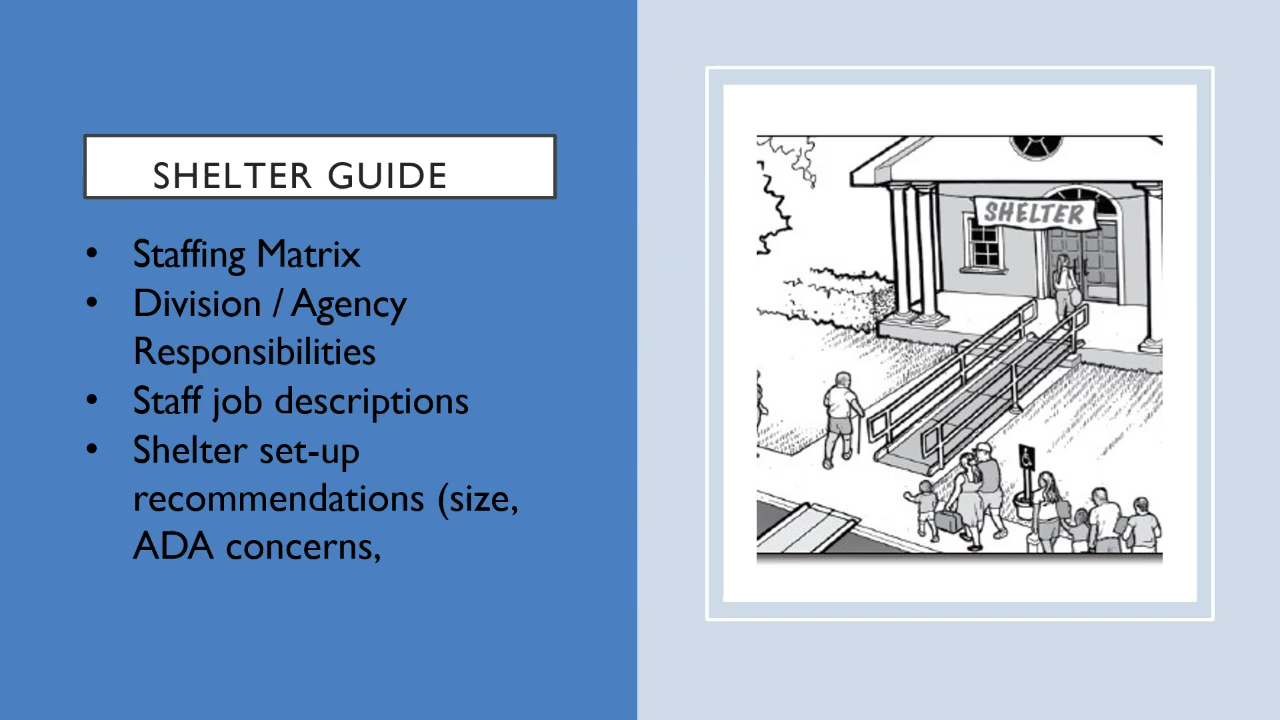 SHELTER GUIDE
• Staffing Matrix
• Division / Agency
Responsibilities
• Staff job descriptions
• Shelter set-up
recommendations (size,
ADA concerns,
SHELTER